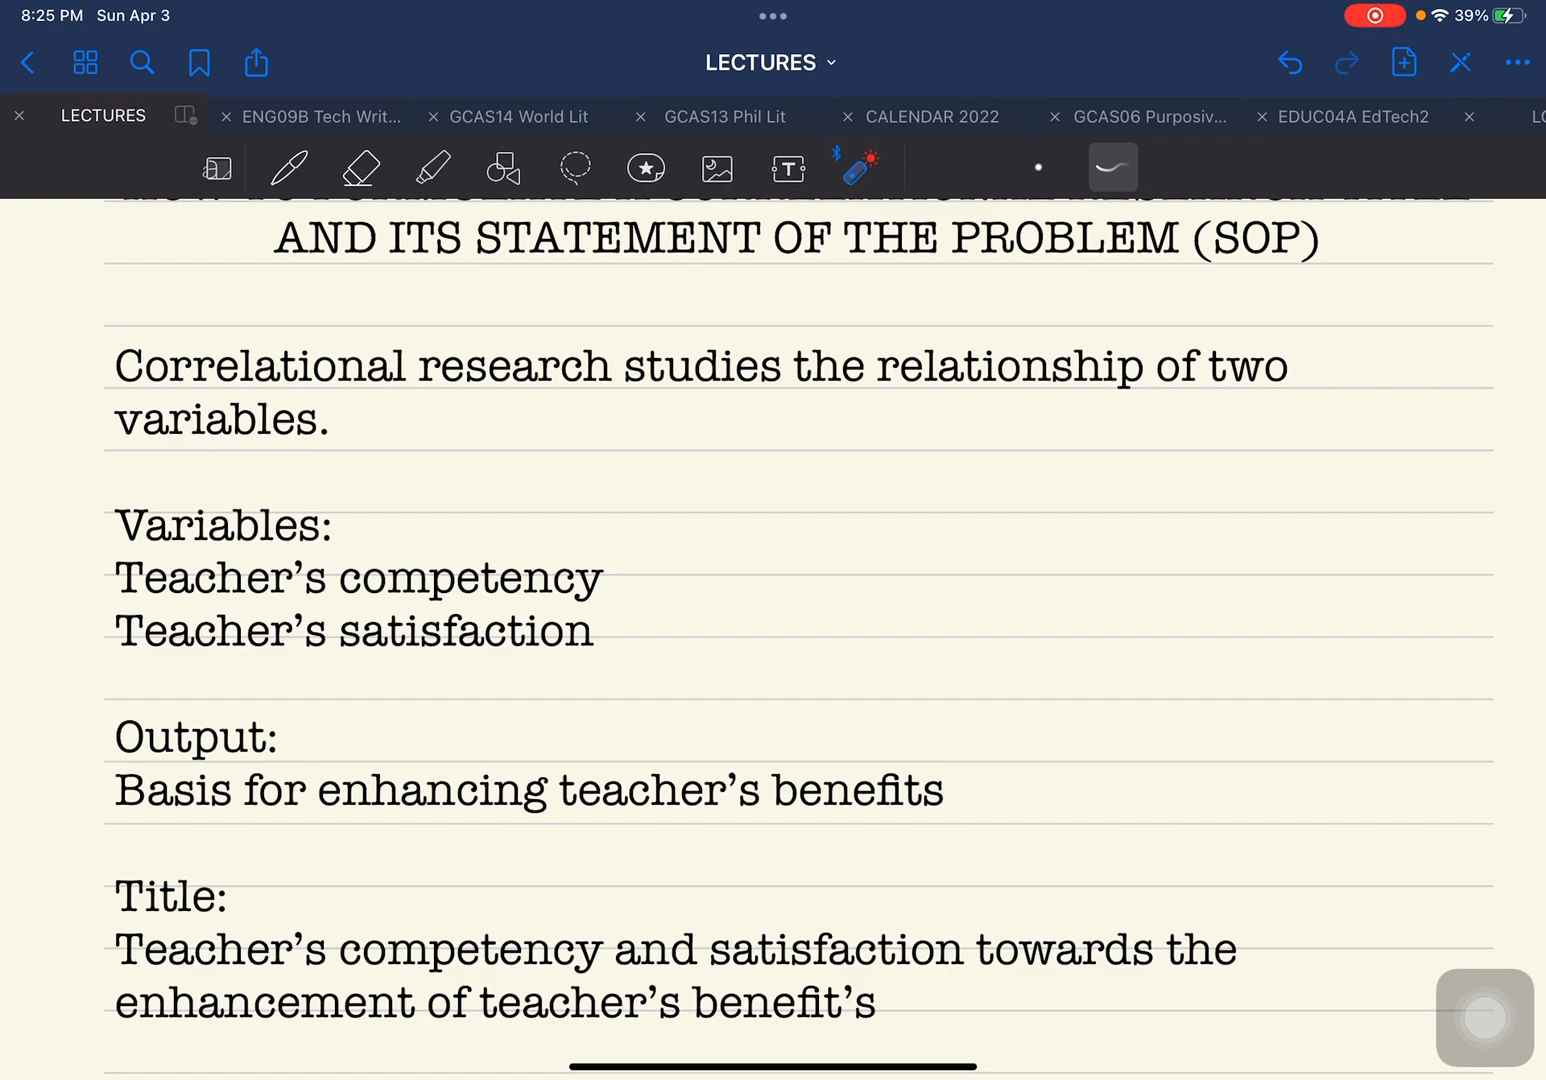 8:25 PM Sun Apr 3
39%
LECTURES
LECTURES
ENG09B Tech Writ...
GCAS14 World Lit
GCAS13 Phil Lit
CALENDAR 2022
GCAS06 Purposiv...
EDUC04A EdTech2
AND ITS STATEMENT OF THE PROBLEM (SOP)
Correlational research studies the relationship of two
variables.
Variables:
Teacher’s competency
Teacher’s satisfaction
Output:
Basis for enhancing teacher’s benefits
Title:
Teacher’s competency and satisfaction towards the
enhancement of teacher’s benefit’s